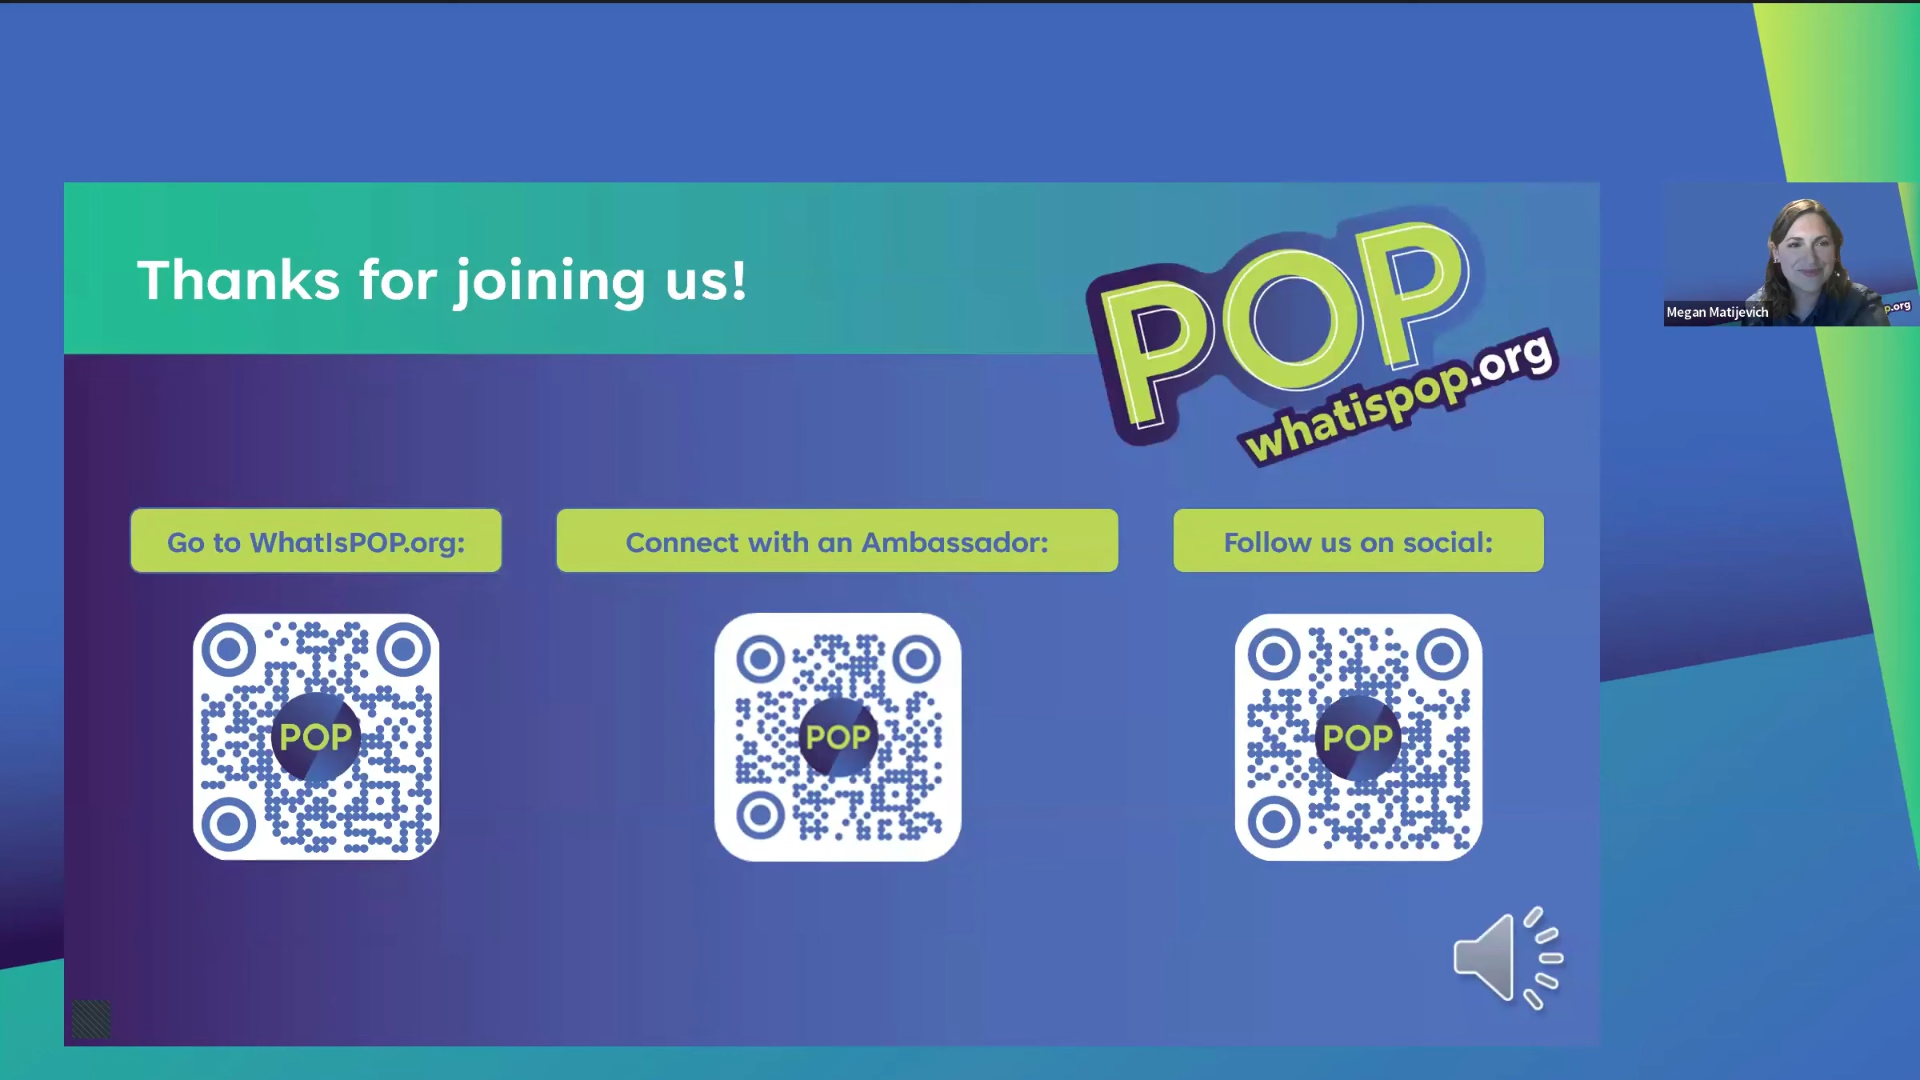 Thanks for joining us!
POP
whatispop.org
Megan Matijevich
p.org
Go to WhatIsPOP.org:
Connect with an Ambassador:
Follow us on social:
POP
POP
POP